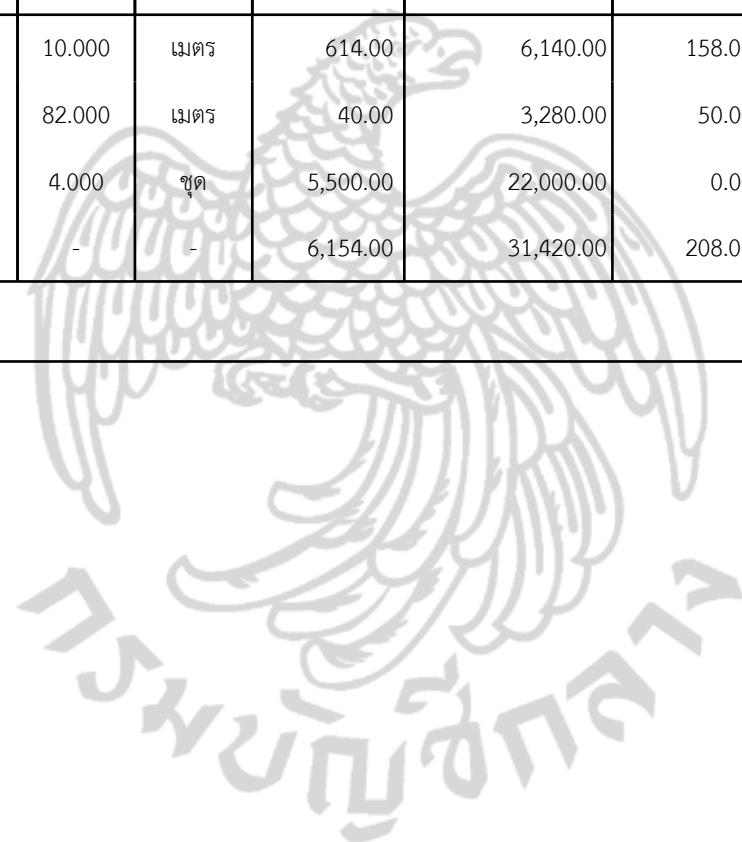 10.000 เมตร 614.00 6,140.00 158.0
82.000 เมตร 40.00 3,280.00 50.0
4.000 ชุด 5,500.00 22,000.00 0.0
- - 6,154.00 31,420.00 208.0
กรมบัญชีกลาง